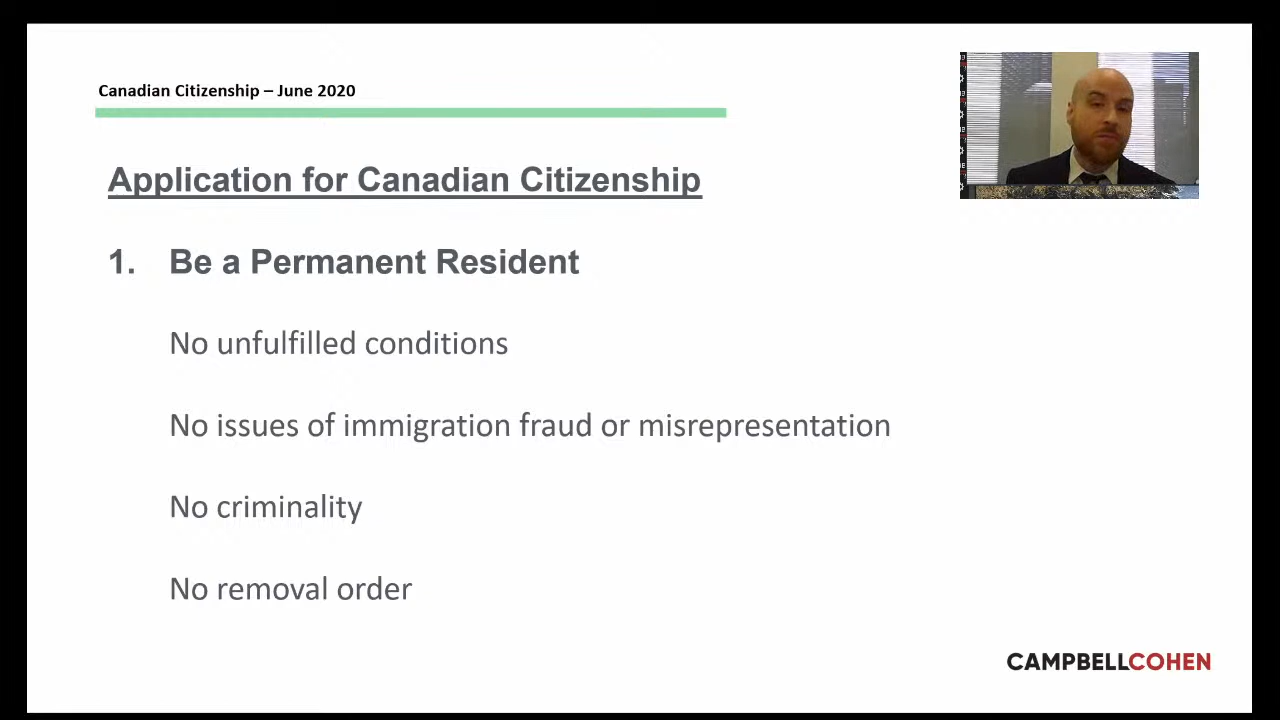 Canadian Citizenship – June 2020
Application for Canadian Citizenship
1. Be a Permanent Resident
No unfulfilled conditions
No issues of immigration fraud or misrepresentation
No criminality
No removal order
CAMPBELLCOHEN